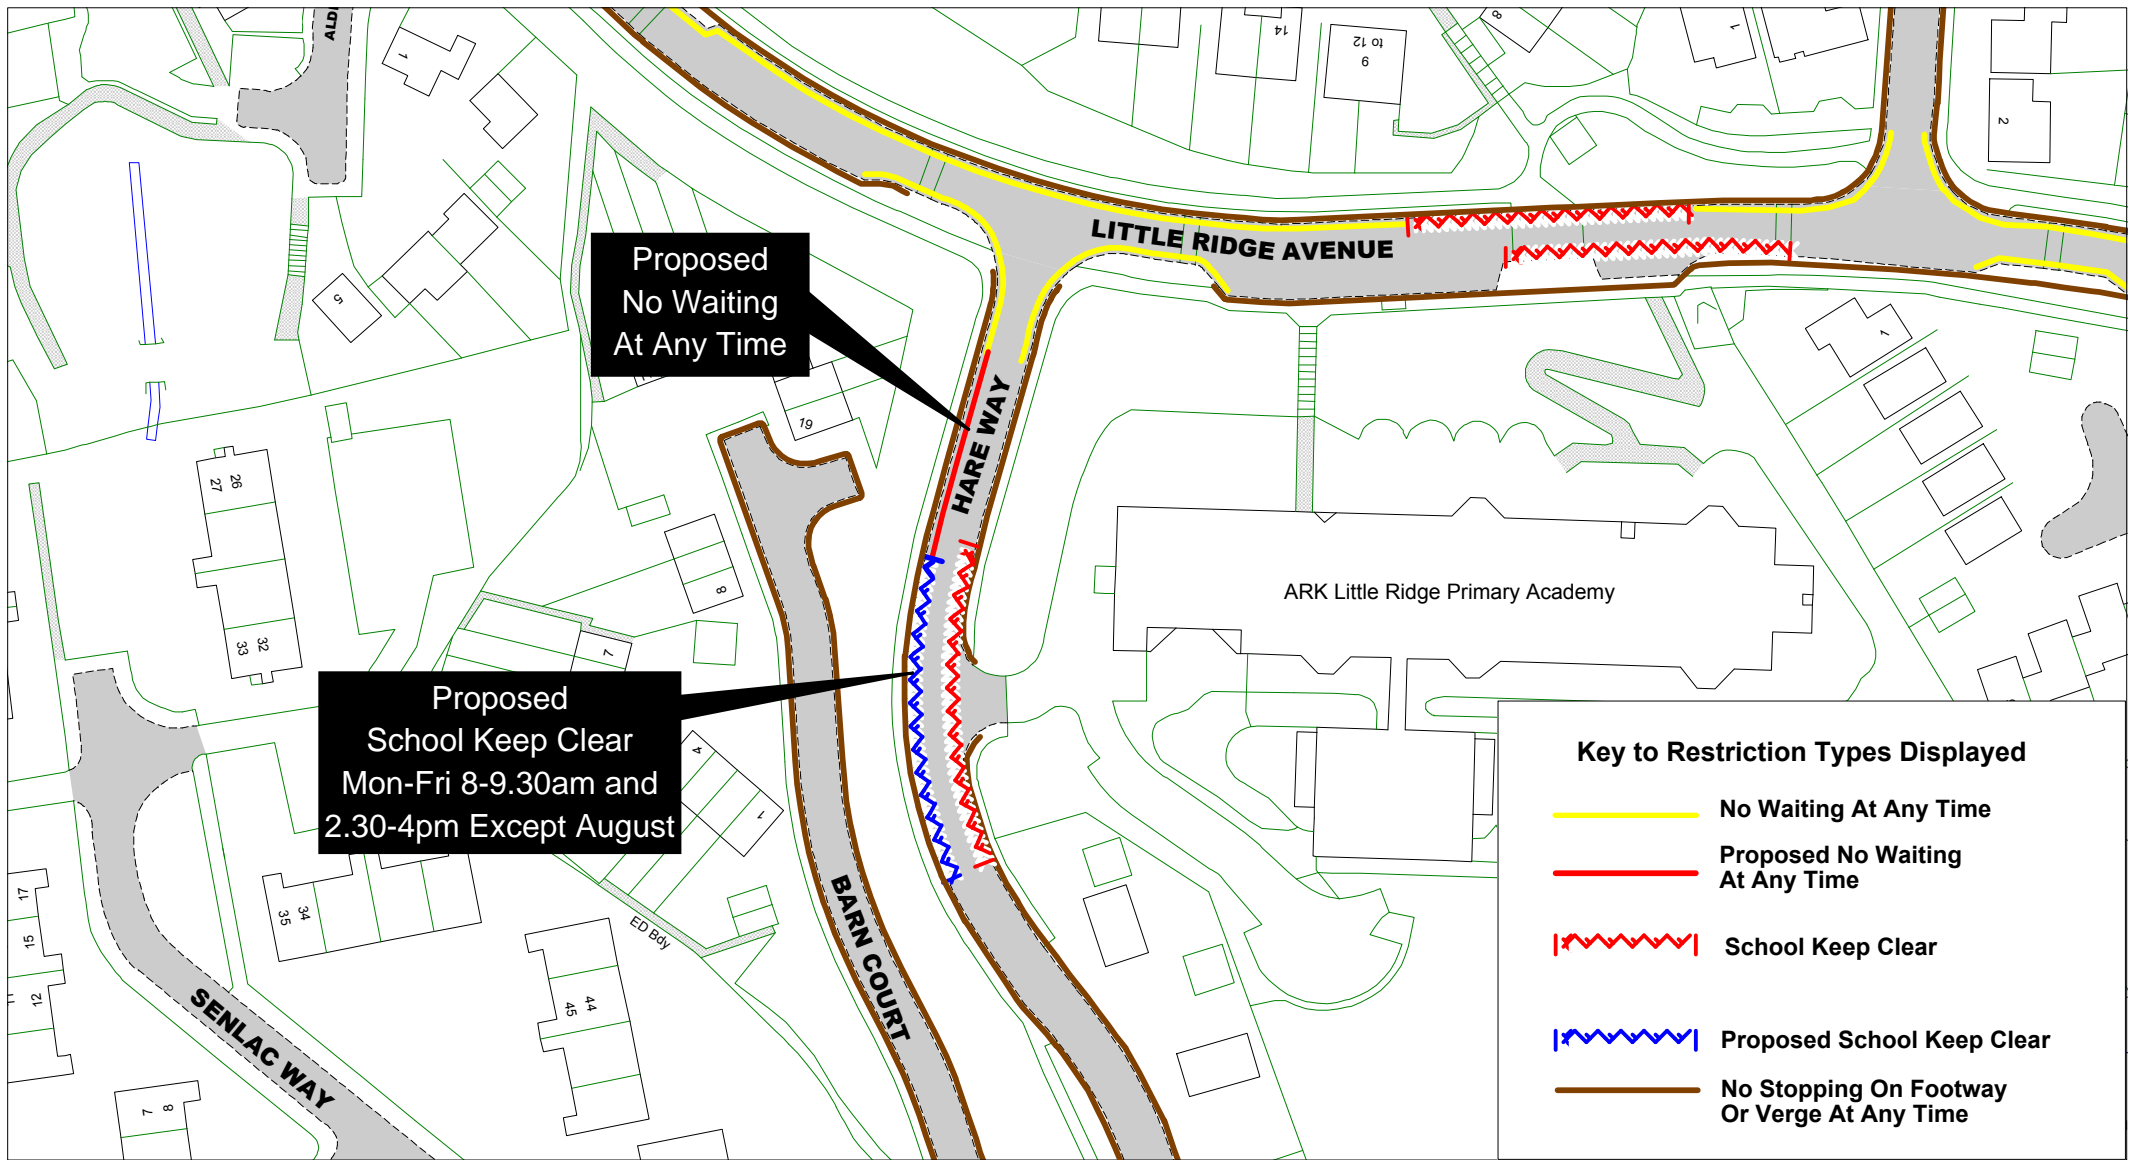 ALDE
1
14
9
to 12
8
1
2
LITTLE RIDGE AVENUE
Proposed
No Waiting
At Any Time
5
19
1
HARE WAY
26
27
8
ARK Little Ridge Primary Academy
32
33
7
Proposed
School Keep Clear
Mon-Fri 8-9.30am and
2.30-4pm Except August
4
1
Key to Restriction Types Displayed
No Waiting At Any Time
Proposed No Waiting
At Any Time
School Keep Clear
Proposed School Keep Clear
No Stopping On Footway
Or Verge At Any Time
17
15
12
34
35
ED Bdy
BARN COURT
44
45
SENLAC WAY
7
8